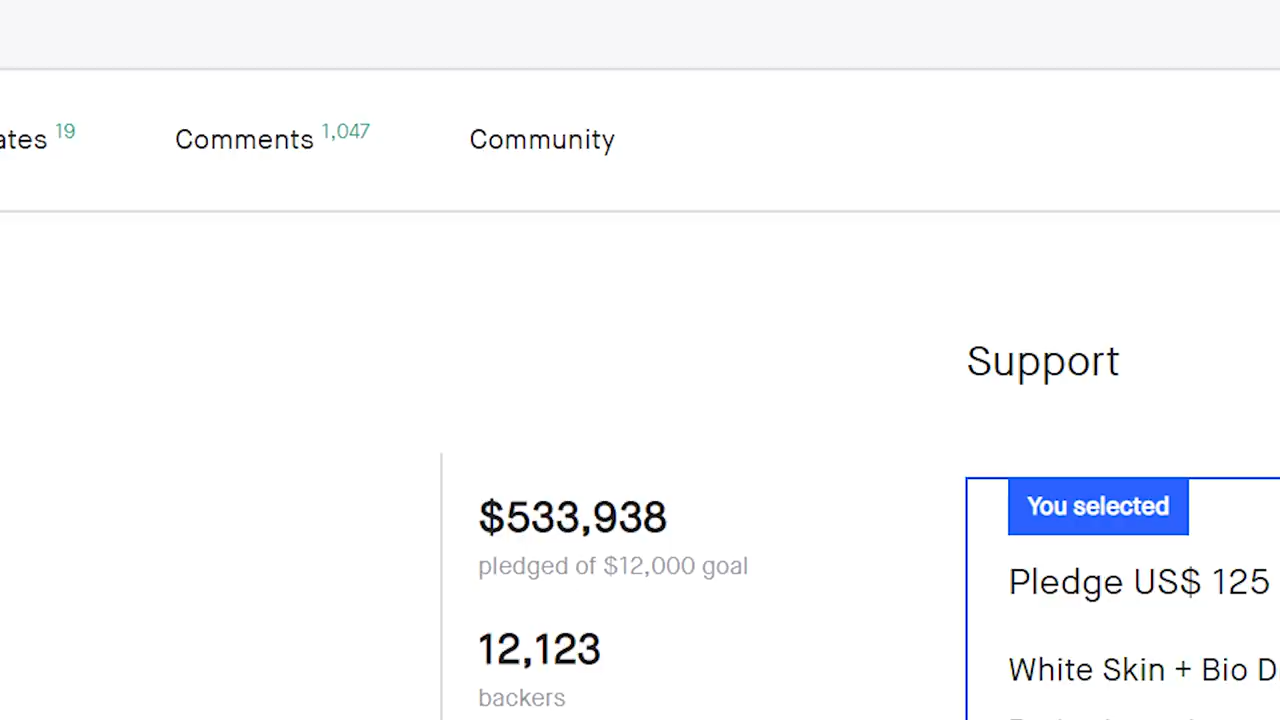 ates 19 Comments 1,047 Community
Support
$533,938
pledged of $12,000 goal
12,123
backers
You selected
Pledge US$ 125
White Skin + Bio D